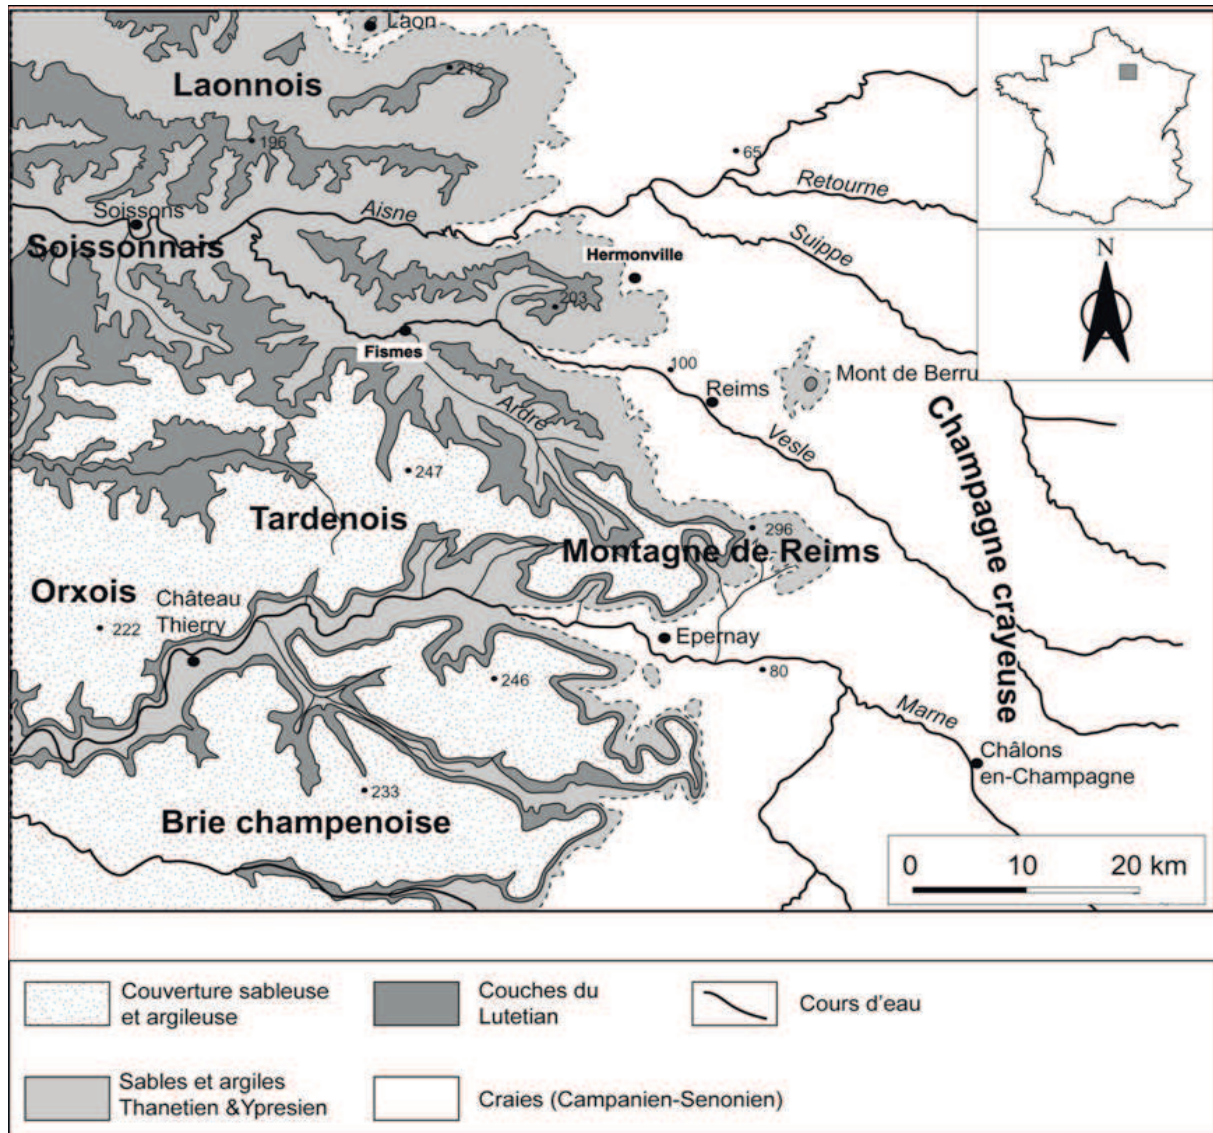 Laon
Laonnois
212
196
65
Retourne
Aisne
Soissons
Soissonnais
Suippe
N
Hermonville
203
Fismes
100
Reims
Mont de Berru
Ardre
Vesle
Champagne crayeuse
247
Tardenois
296
Montagne de Reims
Orxois
Château
Thierry
222
Epernay
80
246
Marne
Châlons
en-Champagne
233
Brie champenoise
0 10 20 km
Couverture sableuse
et argileuse
Couches du
Lutetian
Cours d'eau
Sables et argiles
Thanetien &Ypresien
Craies (Campanien-Senonien)